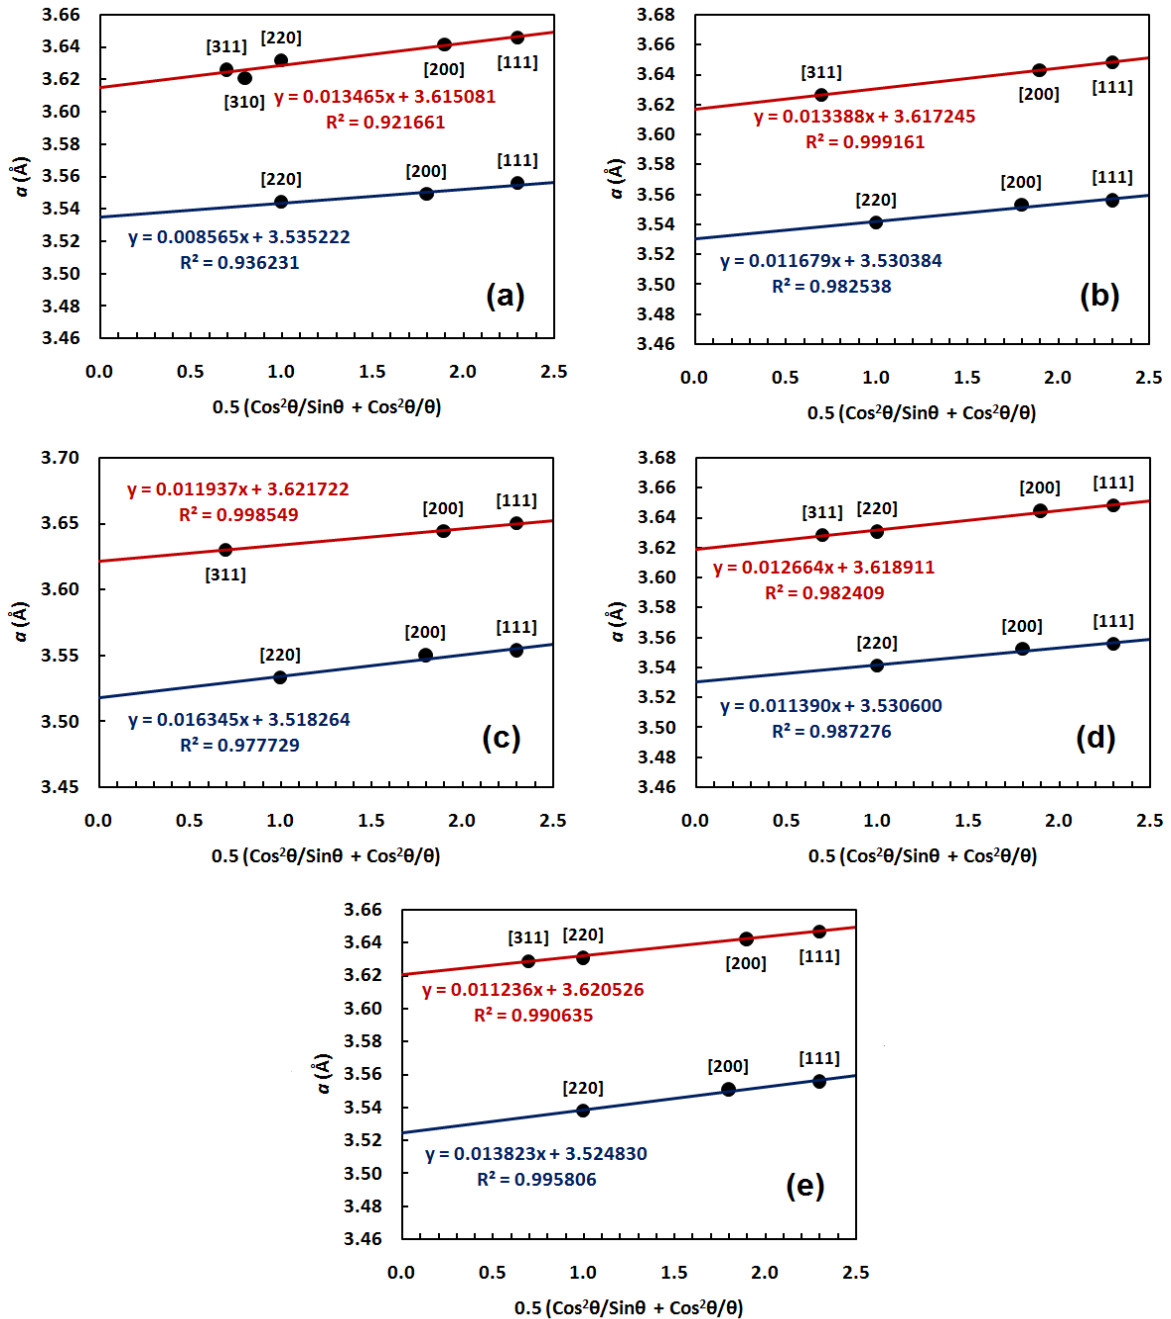 3.66
3.64
3.62
3.60
3.58
3.56
3.54
3.52
3.50
3.48
3.46
α (Å)
[311]
[220]
[310]
[200]
[111]
y = 0.013465x + 3.615081
R² = 0.921661
[220]
[200]
[111]
y = 0.008565x + 3.535222
R² = 0.936231
(a)
0.0 0.5 1.0 1.5 2.0 2.5
0.5 (Cos²θ/Sinθ + Cos²θ/θ)
3.68
3.66
3.64
3.62
3.60
3.58
3.56
3.54
3.52
3.50
3.48
3.46
α (Å)
[311]
[200]
[111]
y = 0.013388x + 3.617245
R² = 0.999161
[220]
[200]
[111]
y = 0.011679x + 3.530384
R² = 0.982538
(b)
0.0 0.5 1.0 1.5 2.0 2.5
0.5 (Cos²θ/Sinθ + Cos²θ/θ)
3.70
3.65
3.60
3.55
3.50
3.45
α (Å)
y = 0.011937x + 3.621722
R² = 0.998549
[311]
[200]
[111]
[220]
[200]
[111]
y = 0.016345x + 3.518264
R² = 0.977729
(c)
0.0 0.5 1.0 1.5 2.0 2.5
0.5 (Cos²θ/Sinθ + Cos²θ/θ)
3.68
3.66
3.64
3.62
3.60
3.58
3.56
3.54
3.52
3.50
3.48
3.46
α (Å)
[311]
[220]
[200]
[111]
y = 0.012664x + 3.618911
R² = 0.982409
[220]
[200]
[111]
y = 0.011390x + 3.530600
R² = 0.987276
(d)
0.0 0.5 1.0 1.5 2.0 2.5
0.5 (Cos²θ/Sinθ + Cos²θ/θ)
3.66
3.64
3.62
3.60
3.58
3.56
3.54
3.52
3.50
3.48
3.46
α (Å)
[311]
[220]
[200]
[111]
y = 0.011236x + 3.620526
R² = 0.990635
[220]
[200]
[111]
y = 0.013823x + 3.524830
R² = 0.995806
(e)
0.0 0.5 1.0 1.5 2.0 2.5
0.5 (Cos²θ/Sinθ + Cos²θ/θ)